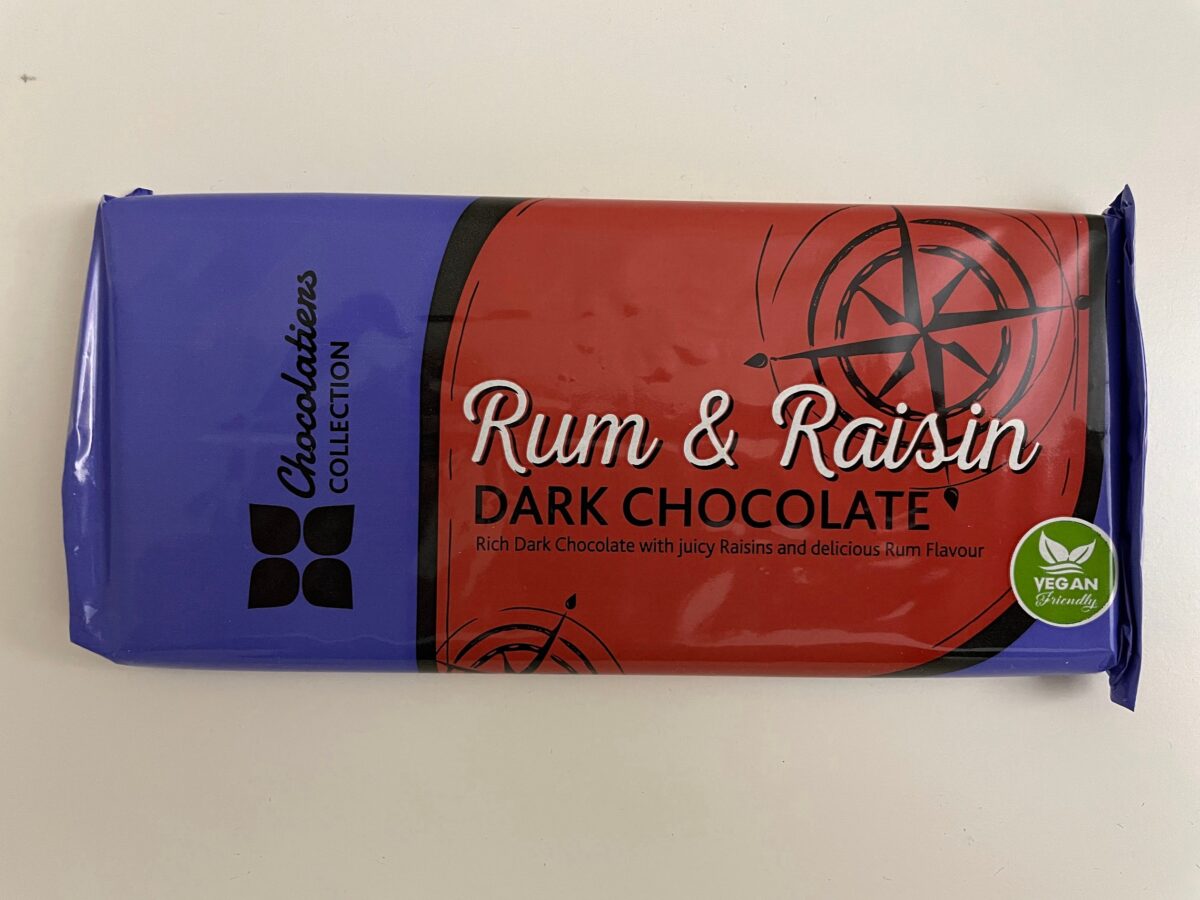 Chocolatiers
COLLECTION
Rum & Raisin
DARK CHOCOLATE
Rich Dark Chocolate with juicy Raisins and delicious Rum Flavour
VEGAN
Friendly